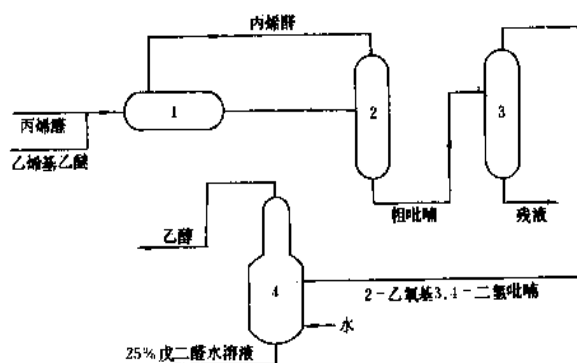 丙烯醛
1
2
3
丙烯醛
乙烯基乙醚
粗吡喃
残液
乙醇
4
2-乙氧基3,4-二氢吡喃
水
25%戊二醛水溶液